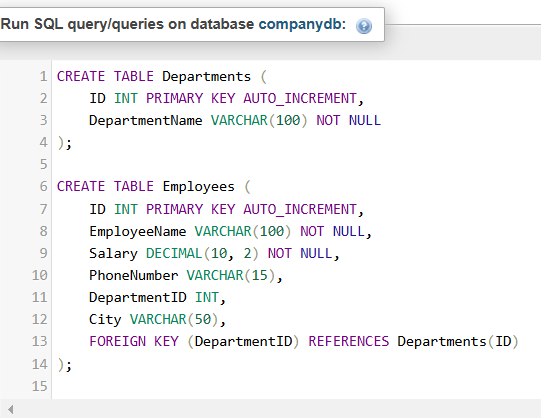 Run SQL query/queries on database companydb:
1 CREATE TABLE Departments (
2 ID INT PRIMARY KEY AUTO_INCREMENT,
3 DepartmentName VARCHAR(100) NOT NULL
4 );
5
6 CREATE TABLE Employees (
7 ID INT PRIMARY KEY AUTO_INCREMENT,
8 EmployeeName VARCHAR(100) NOT NULL,
9 Salary DECIMAL(10, 2) NOT NULL,
10 PhoneNumber VARCHAR(15),
11 DepartmentID INT,
12 City VARCHAR(50),
13 FOREIGN KEY (DepartmentID) REFERENCES Departments(ID)
14 );
15